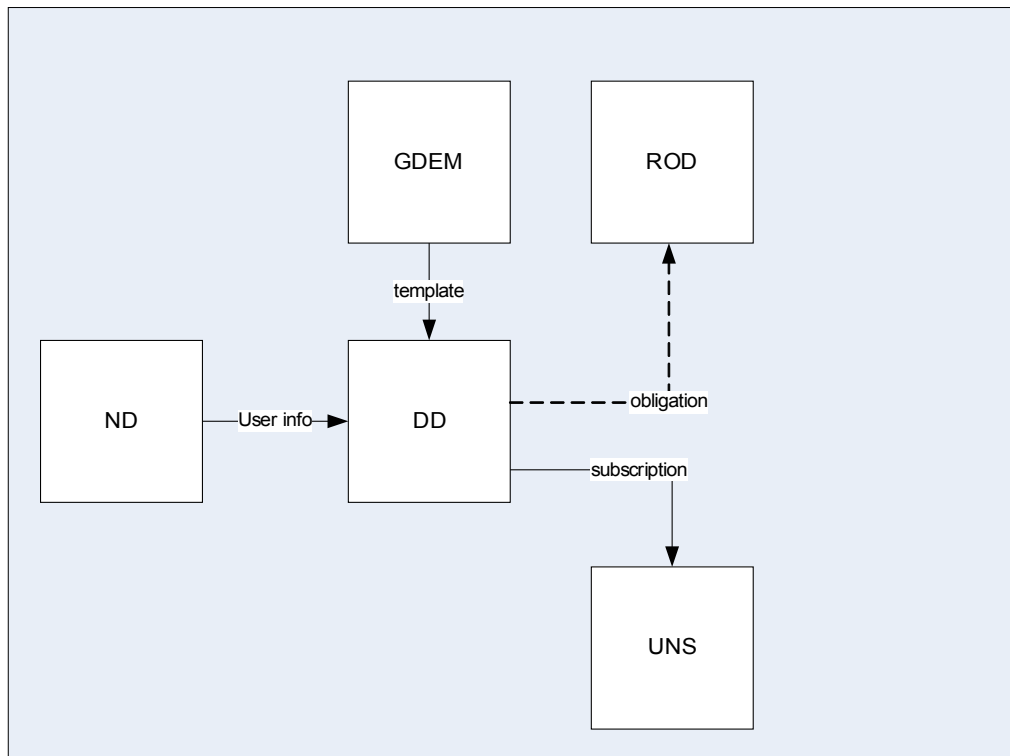 GDEM
ROD
template
ND
User info
DD
obligation
subscription
UNS